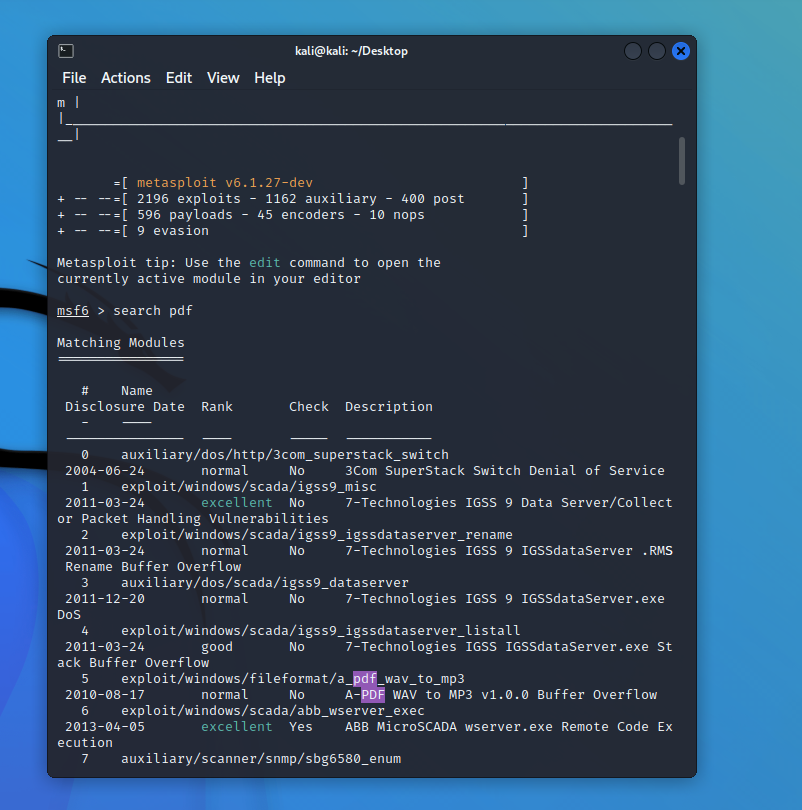 kali@kali: ~/Desktop
File Actions Edit View Help
m |
|_______________________________________________________________________________
__|
=[ metasploit v6.1.27-dev ]
+ -- --=[ 2196 exploits - 1162 auxiliary - 400 post ]
+ -- --=[ 596 payloads - 45 encoders - 10 nops ]
+ -- --=[ 9 evasion ]
Metasploit tip: Use the edit command to open the
currently active module in your editor
msf6 > search pdf
Matching Modules
================
# Name
Disclosure Date Rank Check Description
- ----
--------------- ---- ----- -----------
0 auxiliary/dos/http/3com_superstack_switch
2004-06-24 normal No 3Com SuperStack Switch Denial of Service
1 exploit/windows/scada/igss9_misc
2011-03-24 excellent No 7-Technologies IGSS 9 Data Server/Collect
or Packet Handling Vulnerabilities
2 exploit/windows/scada/igss9_igssdataserver_rename
2011-03-24 normal No 7-Technologies IGSS 9 IGSSdataServer .RMS
Rename Buffer Overflow
3 auxiliary/dos/scada/igss9_dataserver
2011-12-20 normal No 7-Technologies IGSS 9 IGSSdataServer.exe
DoS
4 exploit/windows/scada/igss9_igssdataserver_listall
2011-03-24 good No 7-Technologies IGSS IGSSdataServer.exe St
ack Buffer Overflow
5 exploit/windows/fileformat/a_pdf_wav_to_mp3
2010-08-17 normal No A-PDF WAV to MP3 v1.0.0 Buffer Overflow
6 exploit/windows/scada/abb_wserver_exec
2013-04-05 excellent Yes ABB MicroSCADA wserver.exe Remote Code Ex
ecution
7 auxiliary/scanner/snmp/sbg6580_enum